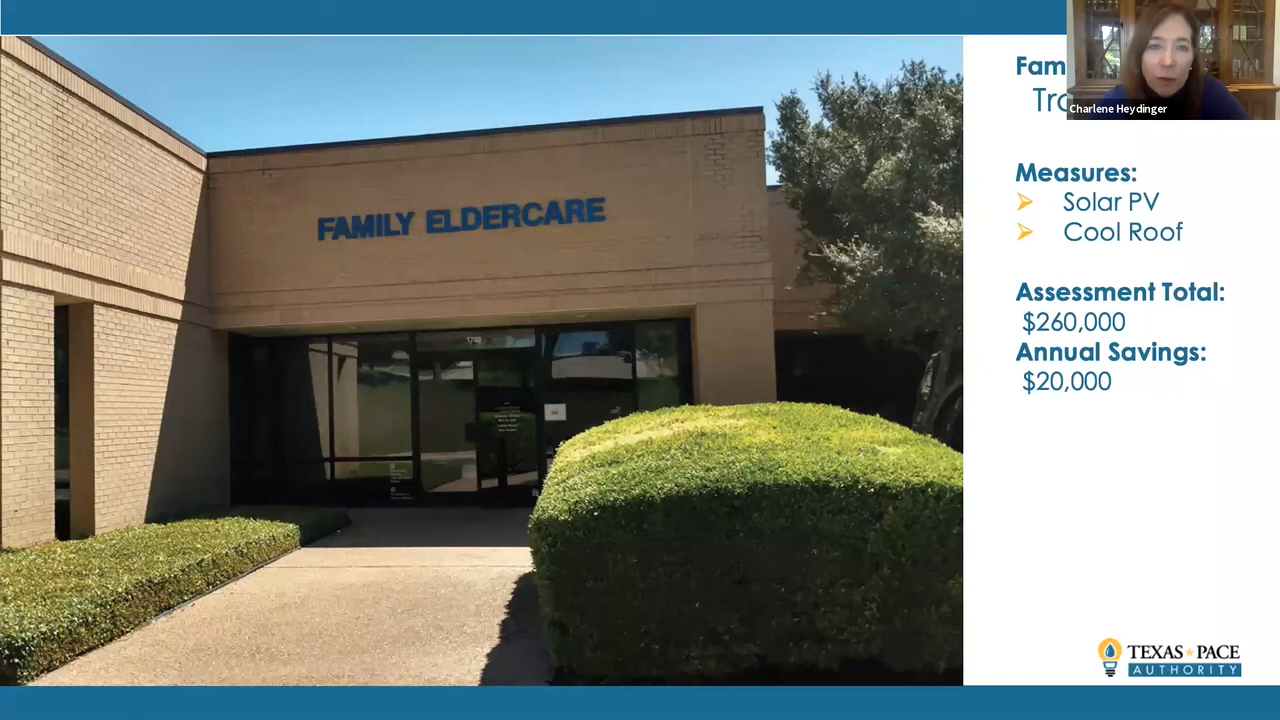 Fam
Charlene Heydinger
Measures:
➢ Solar PV
➢ Cool Roof
Assessment Total:
$260,000
Annual Savings:
$20,000
FAMILY ELDERCARE
TEXAS PACE
AUTHORITY